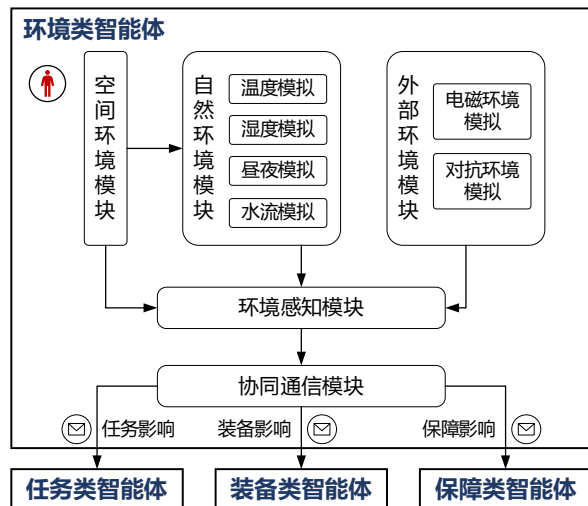 环境类智能体
空间环境模块
自然环境模块
温度模拟
湿度模拟
昼夜模拟
水流模拟
外部环境模块
电磁环境
模拟
对抗环境
模拟
环境感知模块
协同通信模块
任务影响
装备影响
保障影响
任务类智能体
装备类智能体
保障类智能体